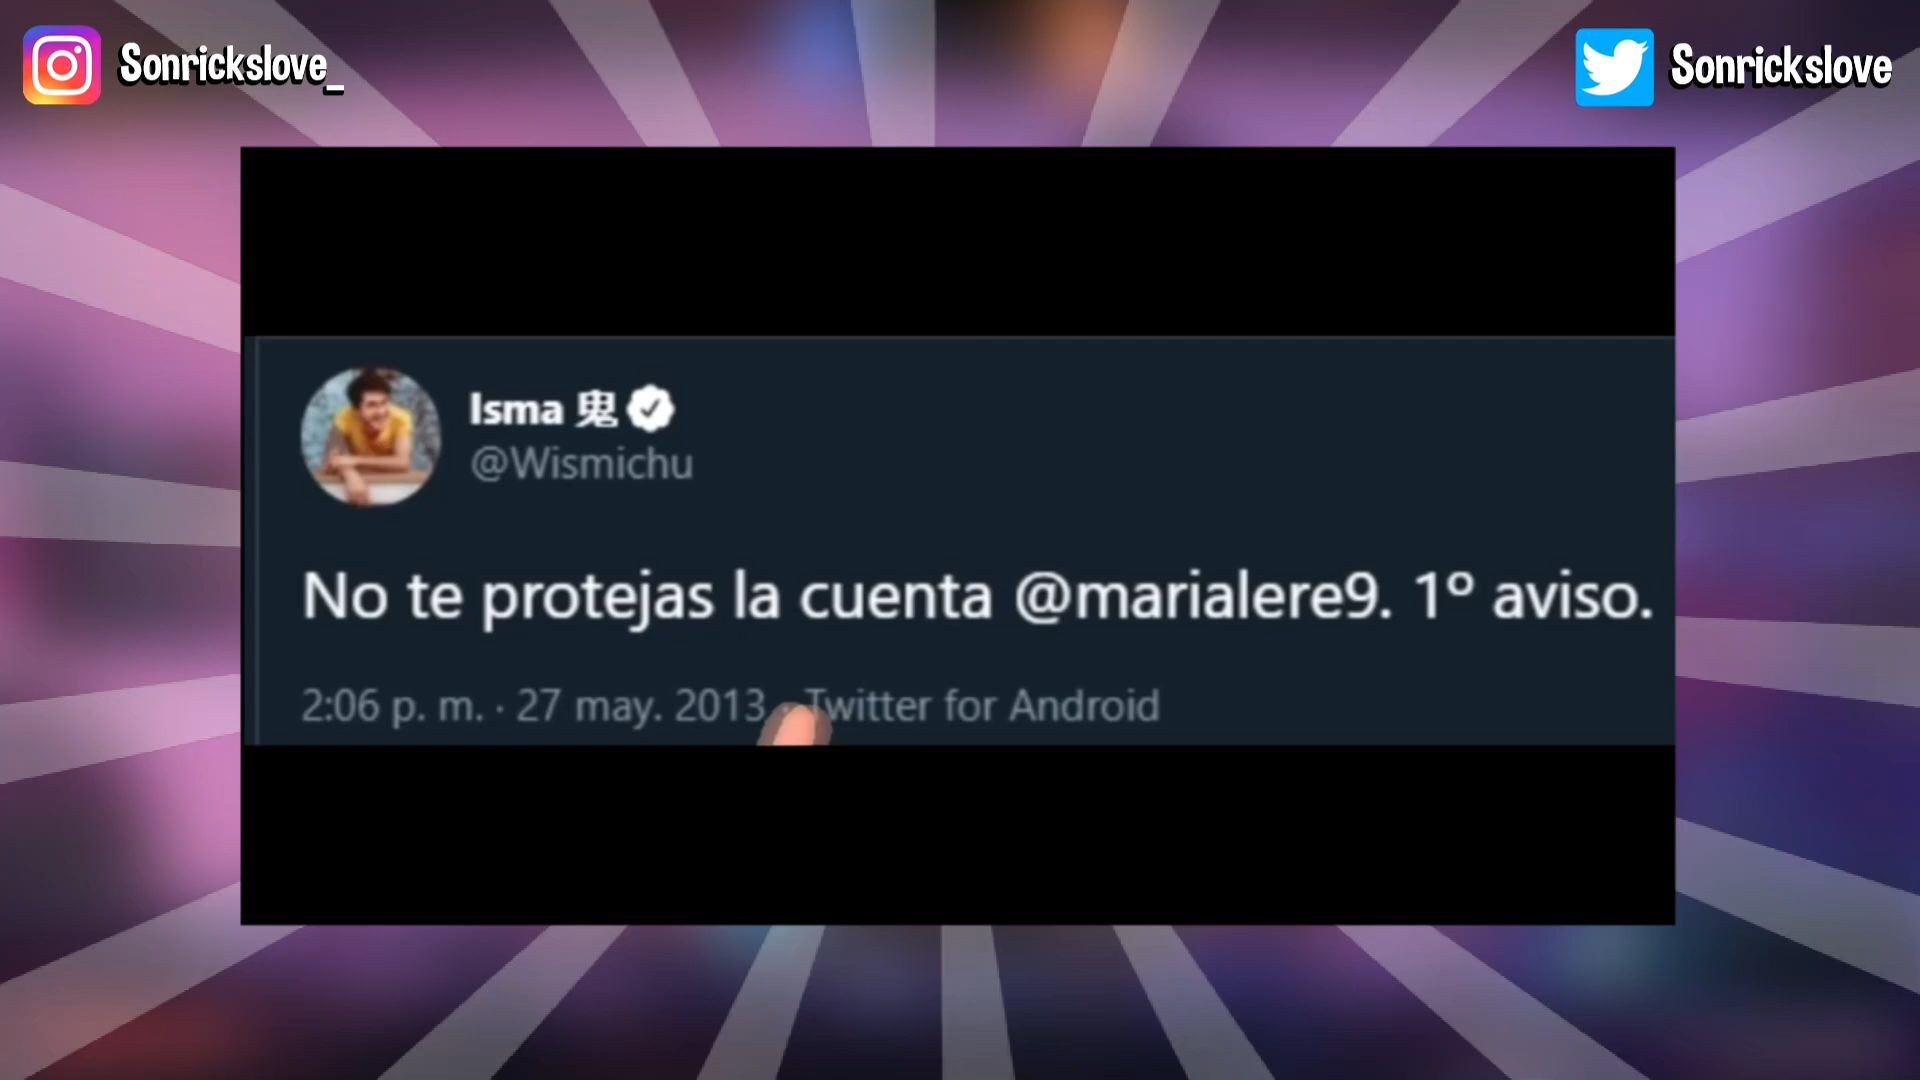 Sonrickslove_
Sonrickslove
Isma 鬼
@Wismichu
No te protejas la cuenta @marialere9. 1º aviso.
2:06 p. m. · 27 may. 2013 · Twitter for Android